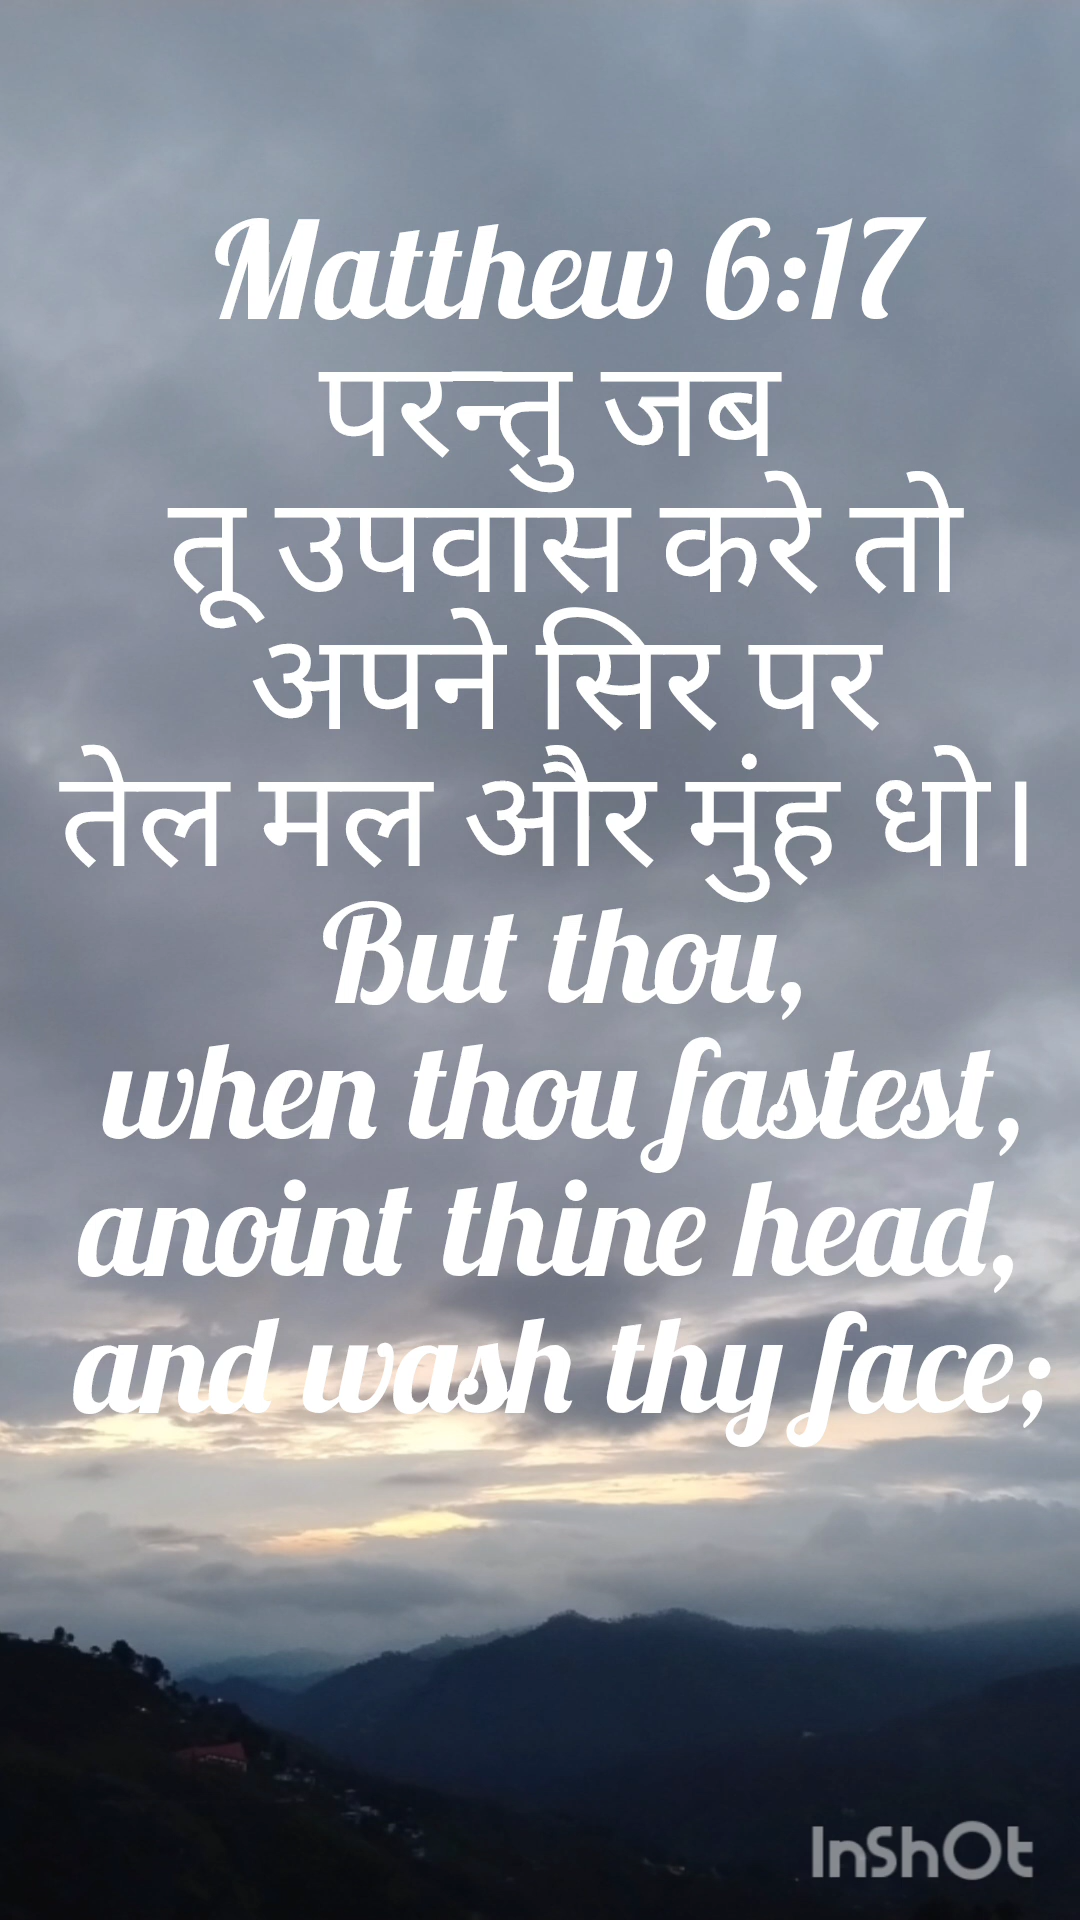 Matthew 6:17
परन्तु जब
तू उपवास करे तो
अपने सिर पर
तेल मल और मुंह धो।
But thou,
when thou fastest,
anoint thine head,
and wash thy face;
InShOt